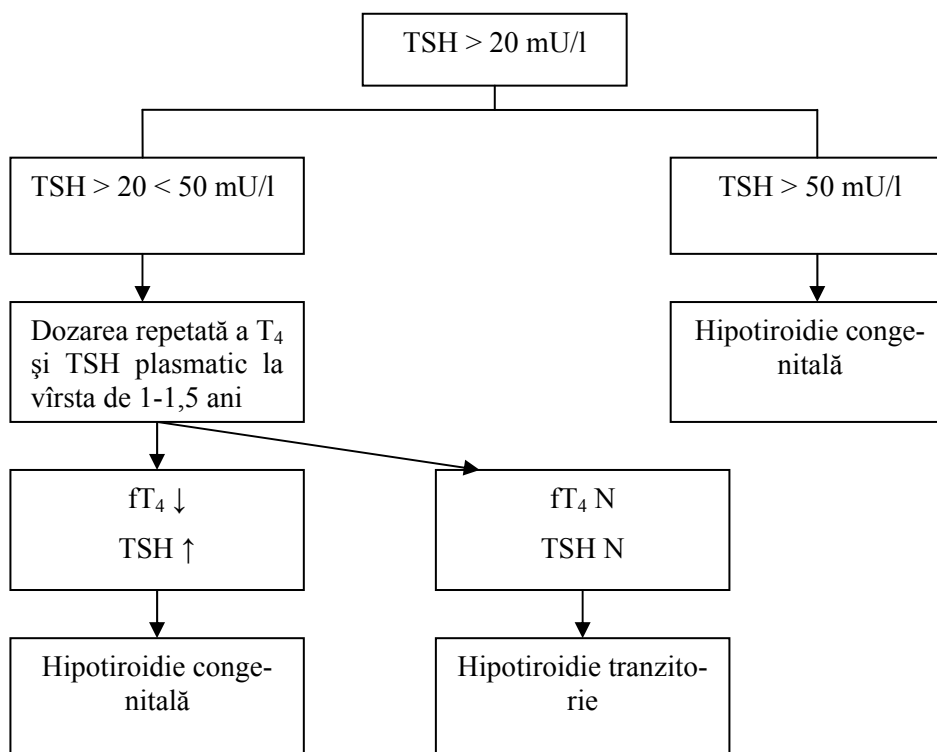 TSH > 20 mU/l
TSH > 20 < 50 mU/l
TSH > 50 mU/l
Dozarea repetată a T₄
şi TSH plasmatic la
vîrsta de 1-1,5 ani
Hipotiroidie conge-
nitală
fT₄ ↓
TSH ↑
fT₄ N
TSH N
Hipotiroidie conge-
nitală
Hipotiroidie tranzito-
rie